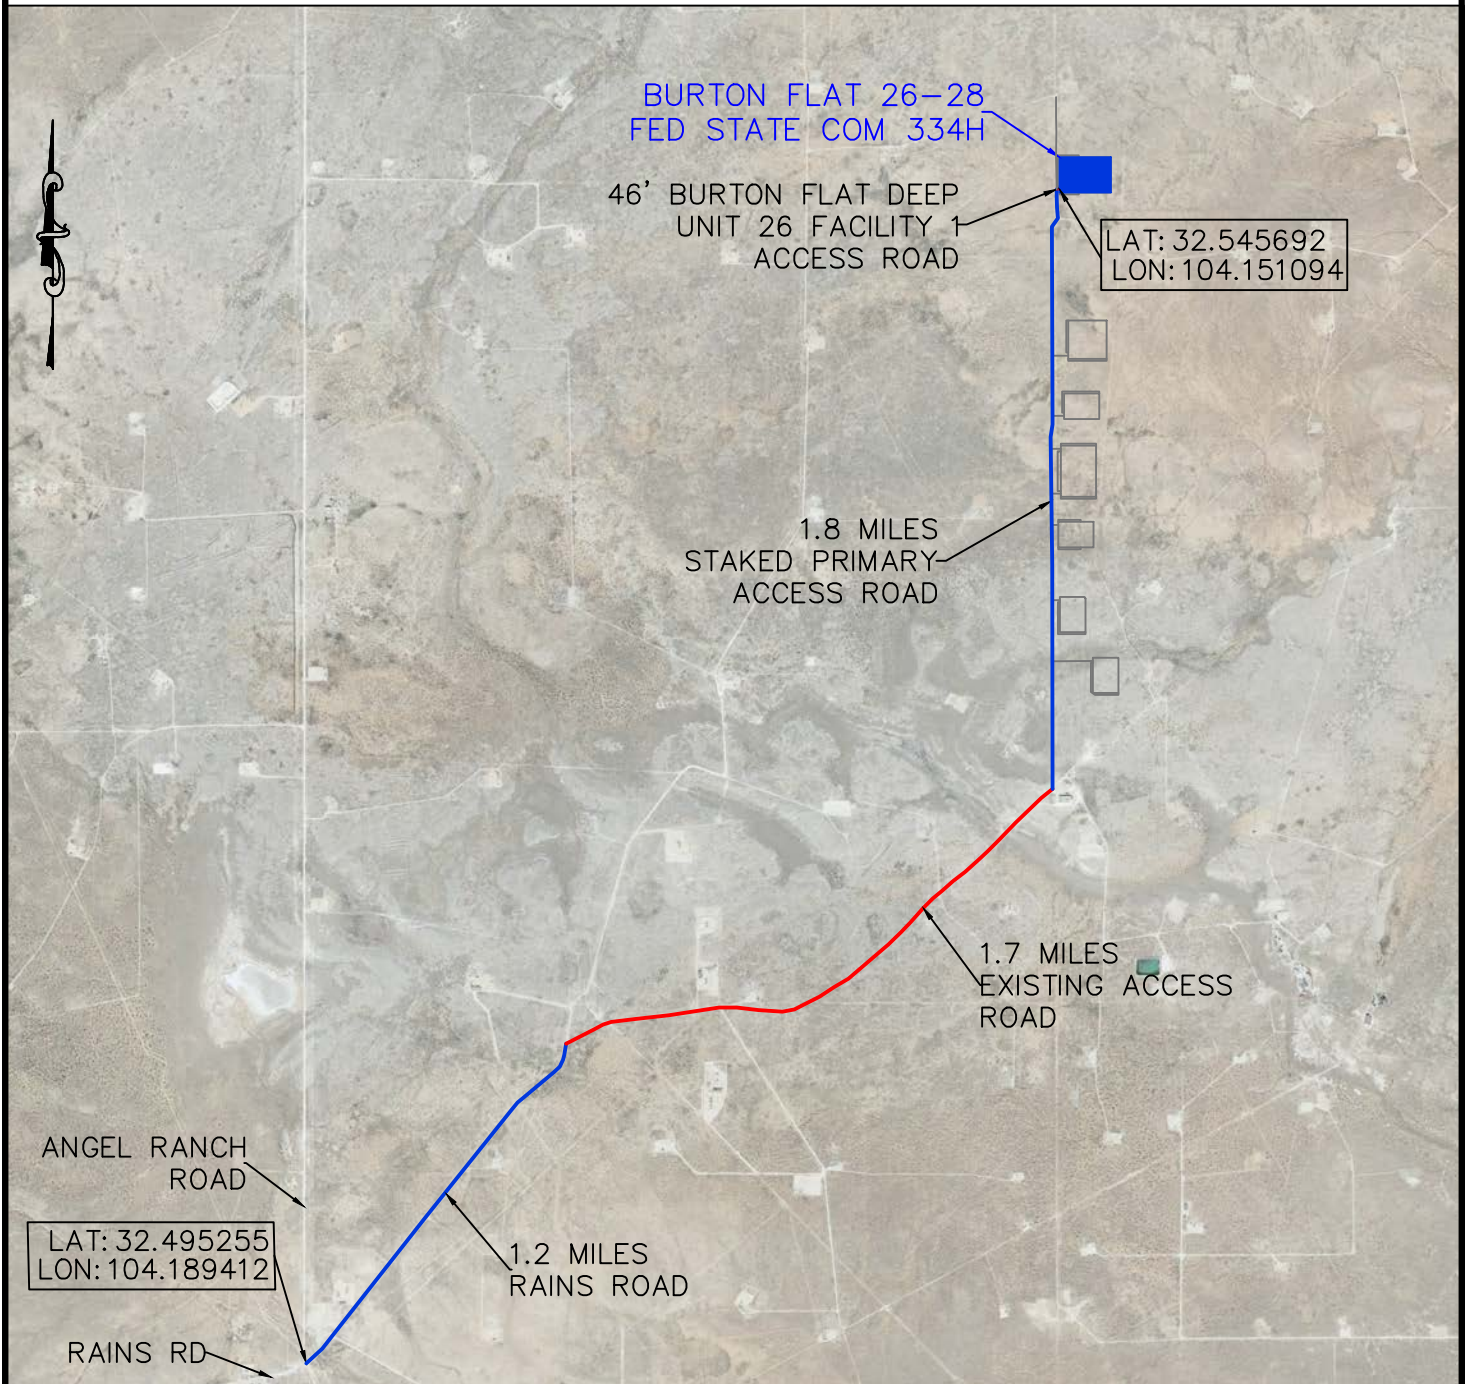 BURTON FLAT 26-28
FED STATE COM 334H
46' BURTON FLAT DEEP
UNIT 26 FACILITY 1
ACCESS ROAD
LAT: 32.545692
LON: 104.151094
1.8 MILES
STAKED PRIMARY
ACCESS ROAD
1.7 MILES
EXISTING ACCESS
ROAD
ANGEL RANCH
ROAD
LAT: 32.495255
LON: 104.189412
1.2 MILES
RAINS ROAD
RAINS RD